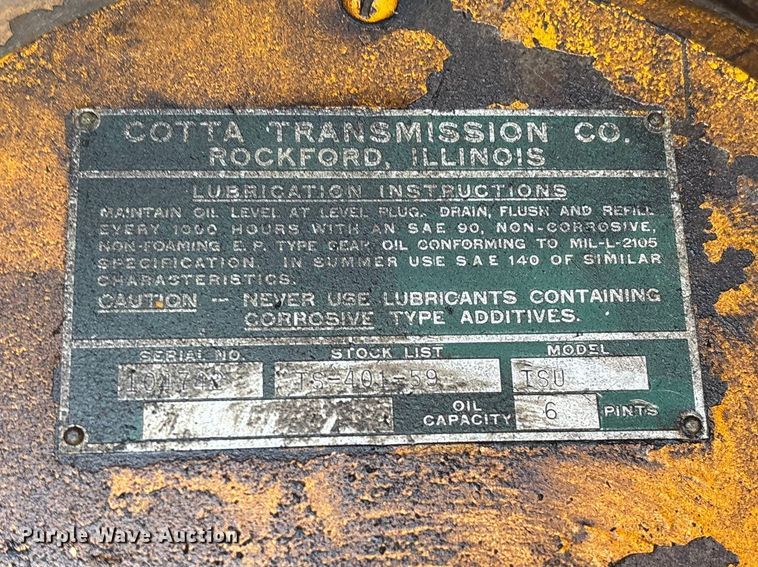 COTTA TRANSMISSION CO.
ROCKFORD, ILLINOIS
LUBRICATION INSTRUCTIONS
MAINTAIN OIL LEVEL AT LEVEL PLUG. DRAIN, FLUSH AND REFILL
EVERY 1000 HOURS WITH AN SAE 90, NON-CORROSIVE,
NON-FOAMING E. P. TYPE GEAR OIL CONFORMING TO MIL-L-2105
SPECIFICATION. IN SUMMER USE SAE 140 OF SIMILAR
CHARACTERISTICS.
CAUTION -- NEVER USE LUBRICANTS CONTAINING
CORROSIVE TYPE ADDITIVES.
SERIAL NO. STOCK LIST MODEL
TS-401-59
OIL
CAPACITY 6 PINTS
Purple Wave Auction